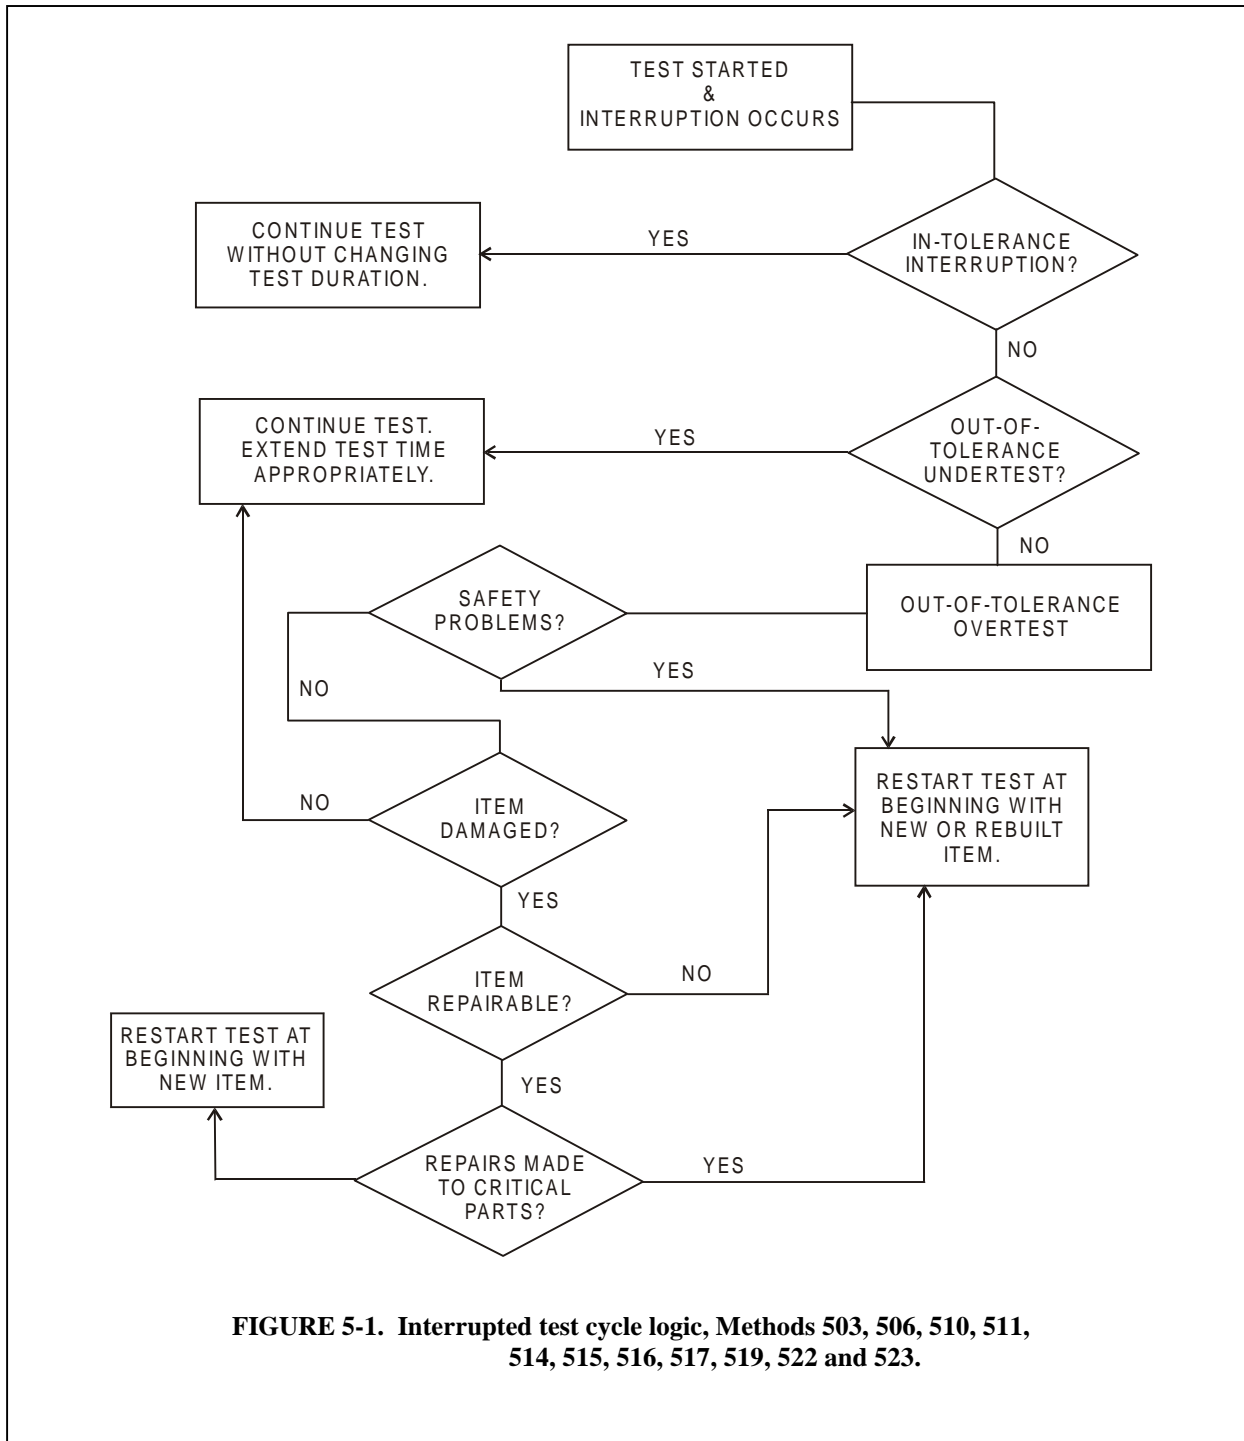 TEST STARTED
&
INTERRUPTION OCCURS
IN-TOLERANCE
INTERRUPTION?
YES
CONTINUE TEST
WITHOUT CHANGING
TEST DURATION.
NO
OUT-OF-
TOLERANCE
UNDERTEST?
YES
CONTINUE TEST.
EXTEND TEST TIME
APPROPRIATELY.
NO
OUT-OF-TOLERANCE
OVERTEST
SAFETY
PROBLEMS?
YES
NO
RESTART TEST AT
BEGINNING WITH
NEW OR REBUILT
ITEM.
ITEM
DAMAGED?
NO
YES
ITEM
REPAIRABLE?
NO
YES
REPAIRS MADE
TO CRITICAL
PARTS?
YES
RESTART TEST AT
BEGINNING WITH
NEW ITEM.
FIGURE 5-1. Interrupted test cycle logic, Methods 503, 506, 510, 511,
514, 515, 516, 517, 519, 522 and 523.